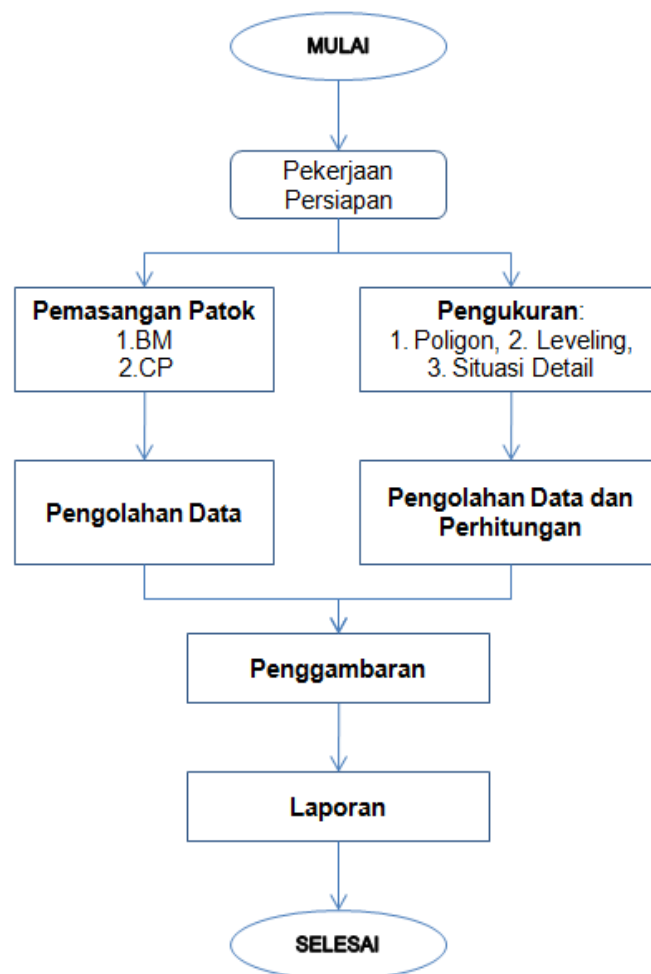 MULAI
Pekerjaan
Persiapan
Pemasangan Patok
1.BM
2.CP
Pengukuran:
1. Poligon, 2. Leveling,
3. Situasi Detail
Pengolahan Data
Pengolahan Data dan
Perhitungan
Penggambaran
Laporan
SELESAI